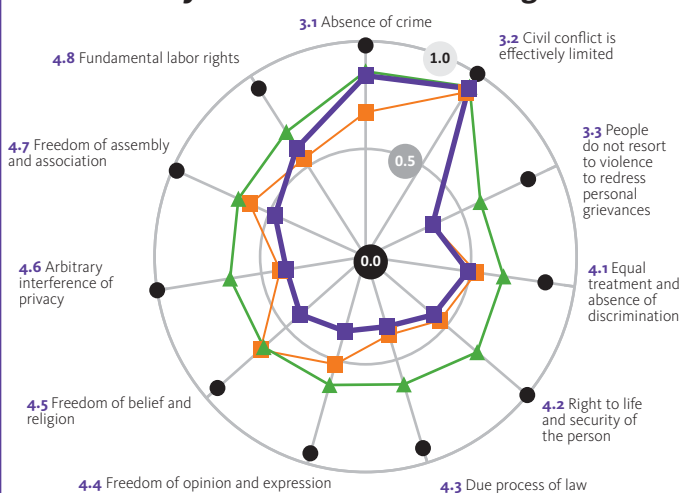 3.1 Absence of crime
1.0
3.2 Civil conflict is
effectively limited
4.8 Fundamental labor rights
3.3 People
do not resort
to violence
to redress
personal
grievances
4.7 Freedom of assembly
and association
0.5
0.0
4.6 Arbitrary
interference of
privacy
4.1 Equal
treatment and
absence of
discrimination
4.5 Freedom of belief and
religion
4.2 Right to life
and security of
the person
4.4 Freedom of opinion and expression
4.3 Due process of law